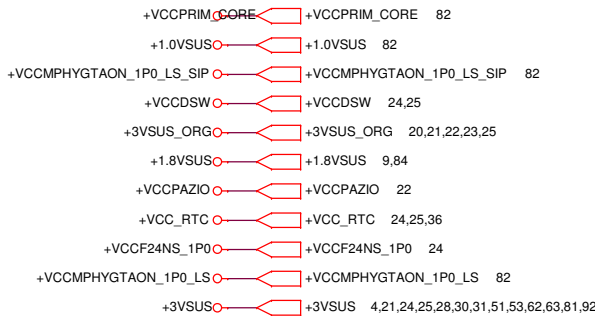 +VCCPRIM_CORE +VCCPRIM_CORE 82
+1.0VSUS +1.0VSUS 82
+VCCMPHYGTAON_1P0_LS_SIP +VCCMPHYGTAON_1P0_LS_SIP 82
+VCCDSW +VCCDSW 24,25
+3VSUS_ORG +3VSUS_ORG 20,21,22,23,25
+1.8VSUS +1.8VSUS 9,84
+VCCPAZIO +VCCPAZIO 22
+VCC_RTC +VCC_RTC 24,25,36
+VCCF24NS_1P0 +VCCF24NS_1P0 24
+VCCMPHYGTAON_1P0_LS +VCCMPHYGTAON_1P0_LS 82
+3VSUS +3VSUS 4,21,24,25,28,30,31,51,53,62,63,81,92